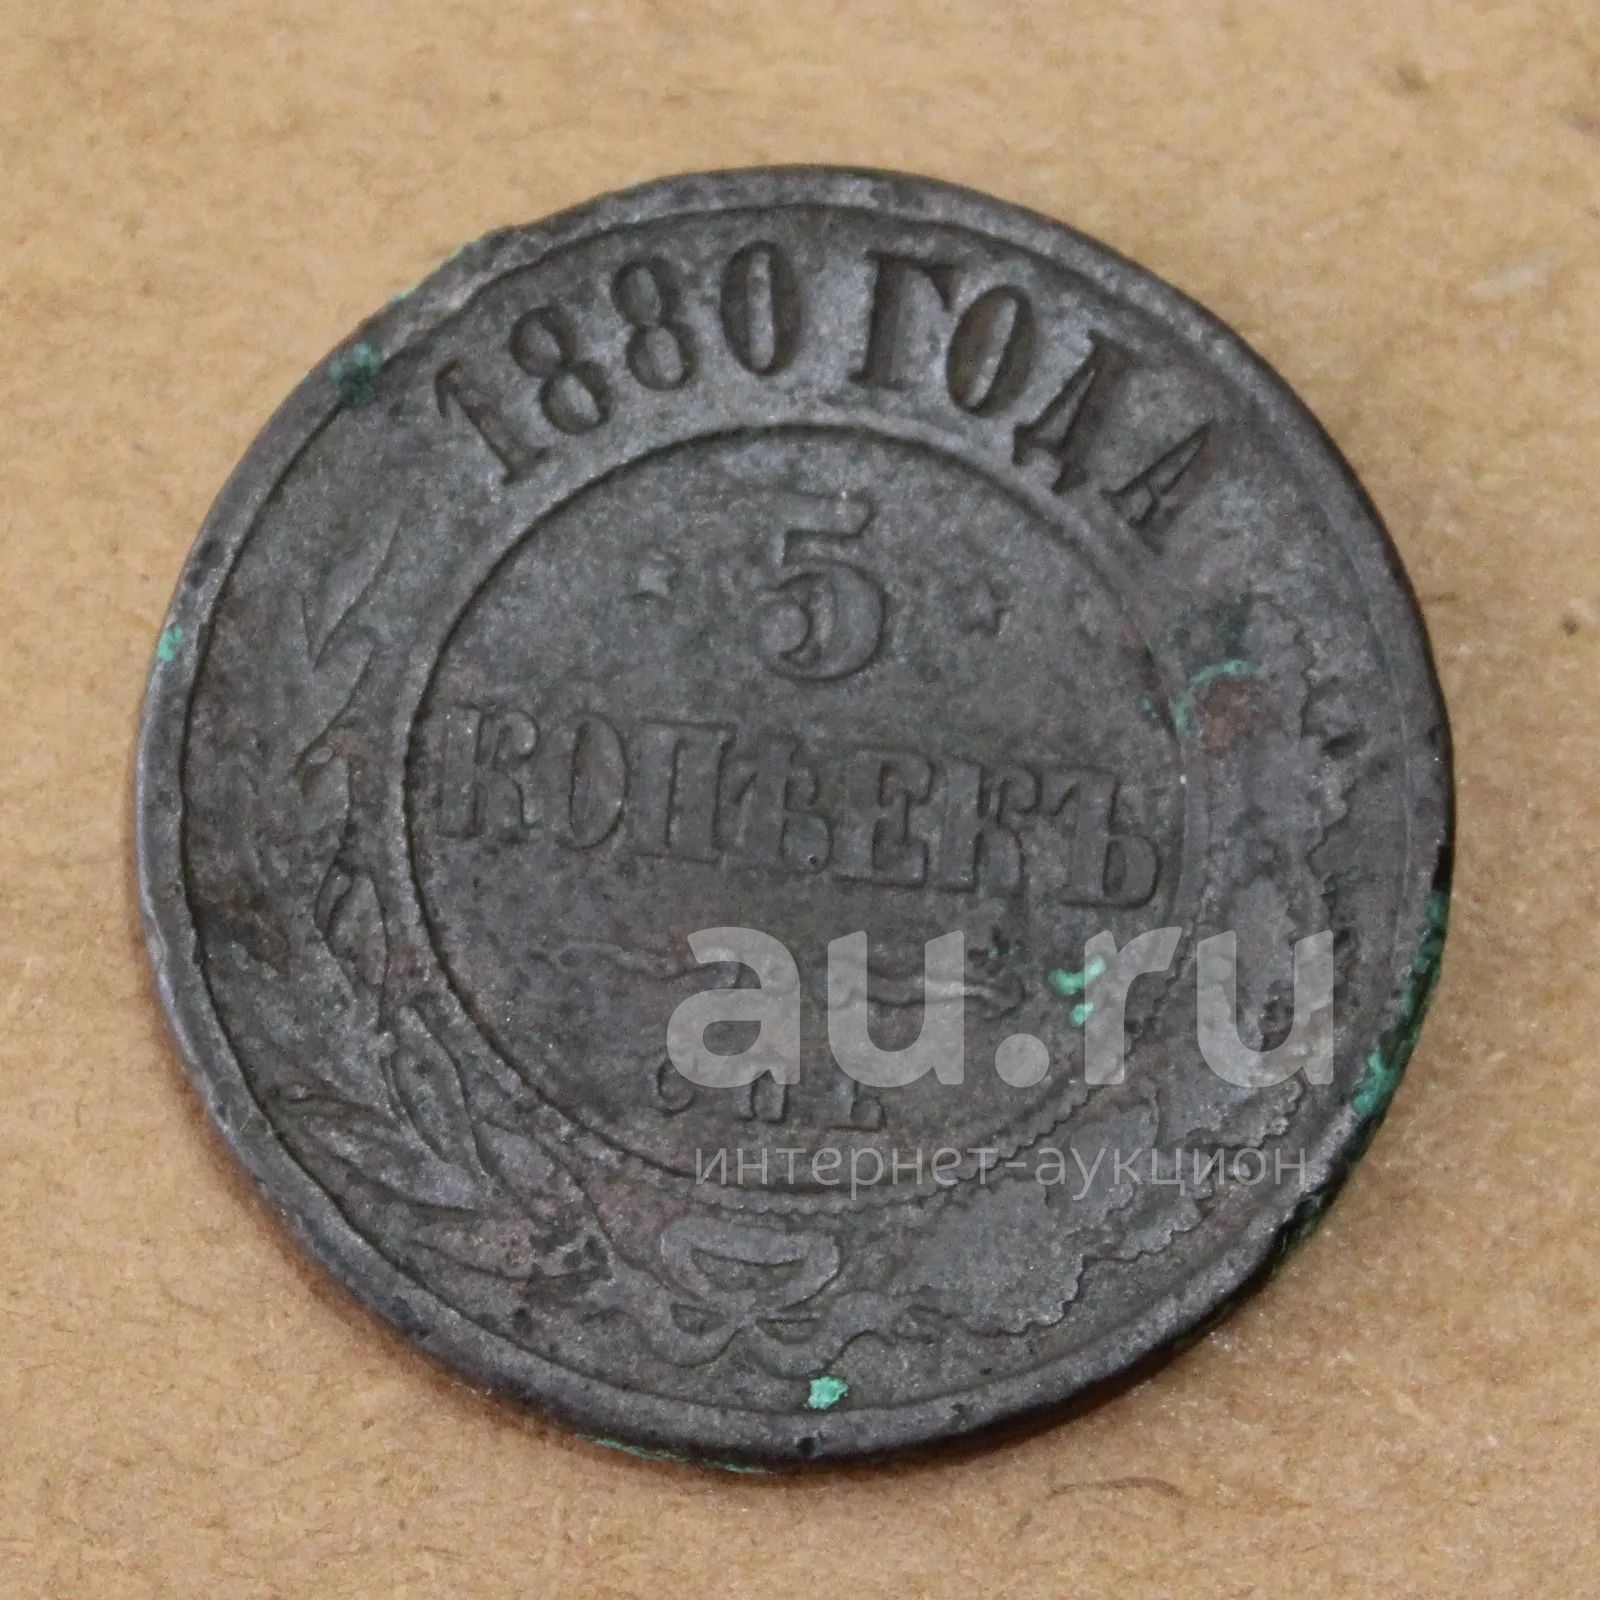 1880 ГОДА
5
КОПѢЕКЪ
au.ru
интернет-аукцион